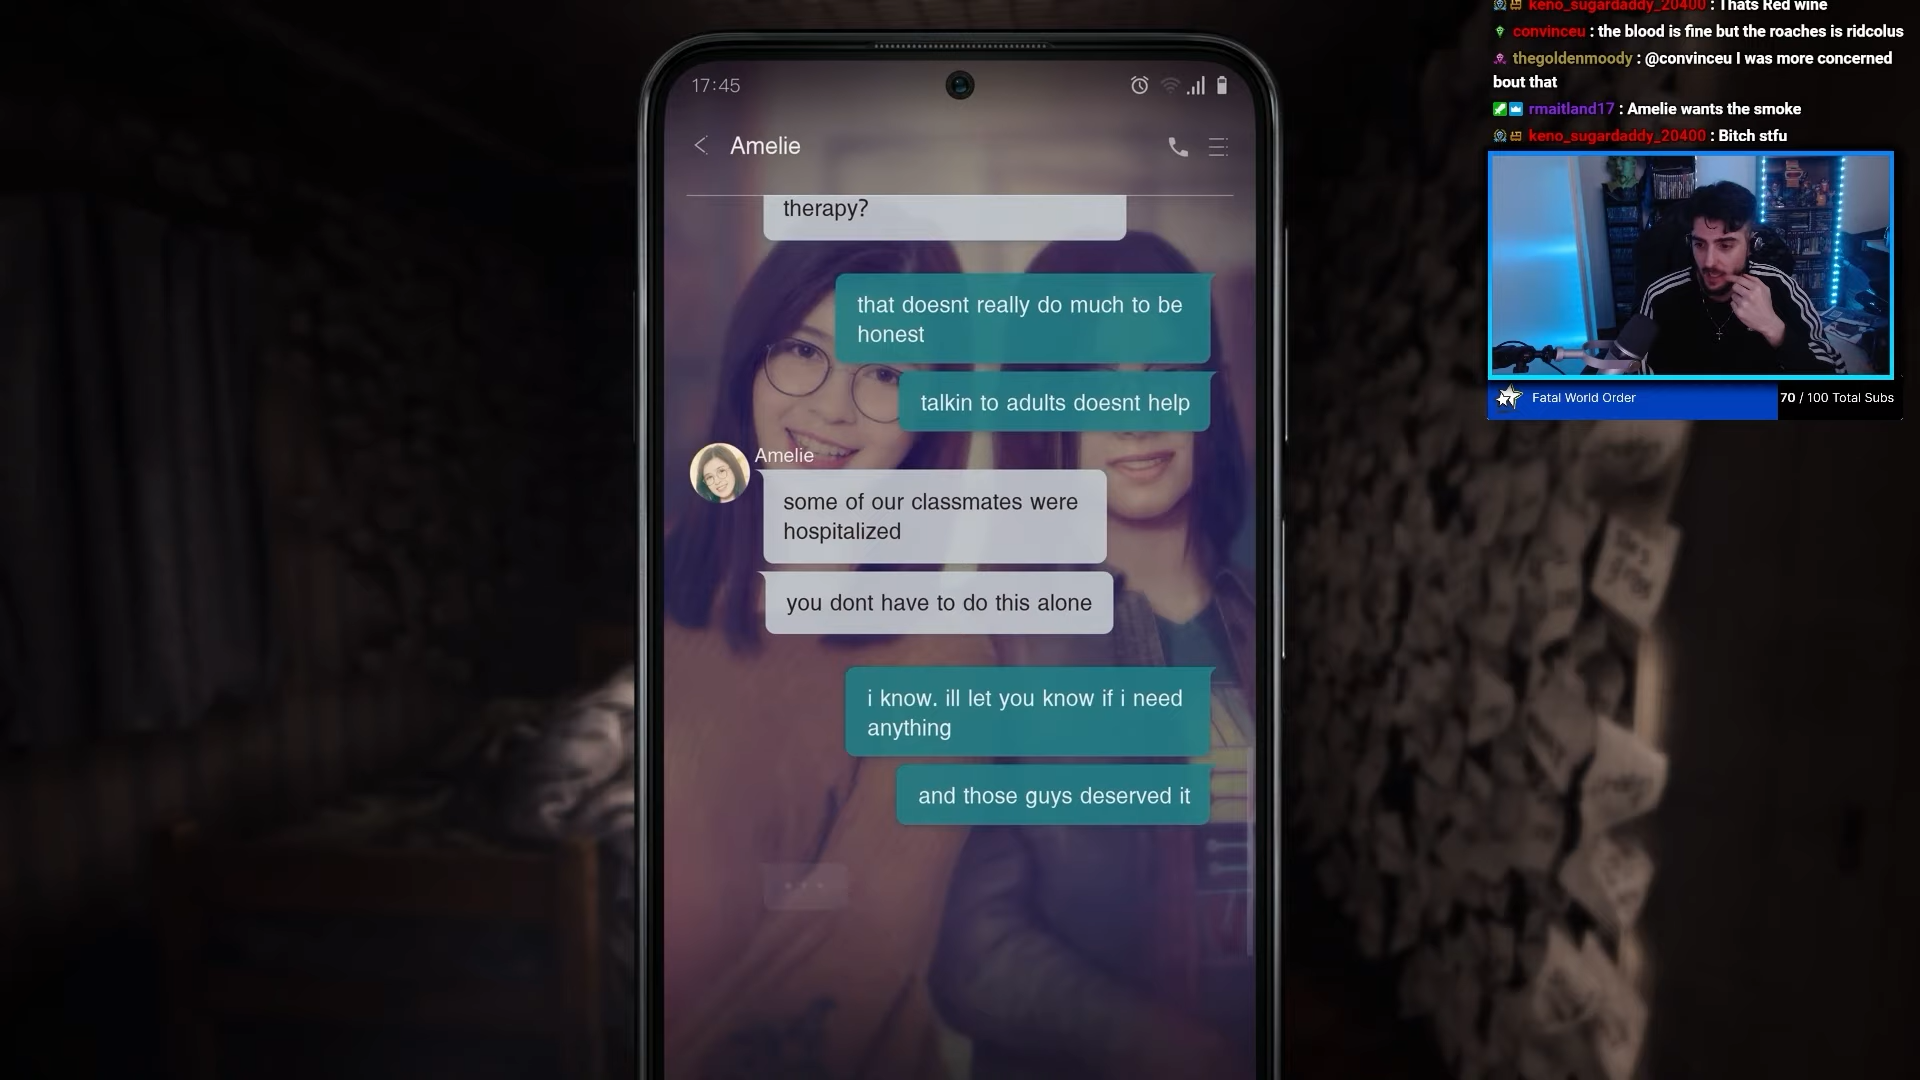 keno_sugardaddy_20400 : Thats Red wine
convinceu : the blood is fine but the roaches is ridcolus
thegoldenmoody : @convinceu I was more concerned
bout that
rmaitland17 : Amelie wants the smoke
keno_sugardaddy_20400 : Bitch stfu
17:45
Amelie
therapy?
that doesnt really do much to be
honest
talkin to adults doesnt help
Amelie
some of our classmates were
hospitalized
you dont have to do this alone
i know. ill let you know if i need
anything
and those guys deserved it
Fatal World Order
70 / 100 Total Subs